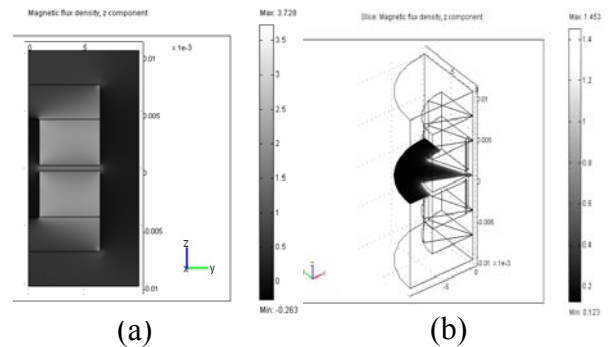 Magnetic flux density, z component
Max: 3.728
0
5
x 1e-3
0.01
0.005
0
-0.005
-0.01
3.5
3
2.5
2
1.5
1
0.5
0
Min: -0.263
z
x
y
(a)
Slice: Magnetic flux density, z component
Max: 1.453
0.01
0.005
0
-0.005
-0.01
x 1e-3
0
-5
1.4
1.2
1
0.8
0.6
0.4
0.2
Min: 0.123
(b)